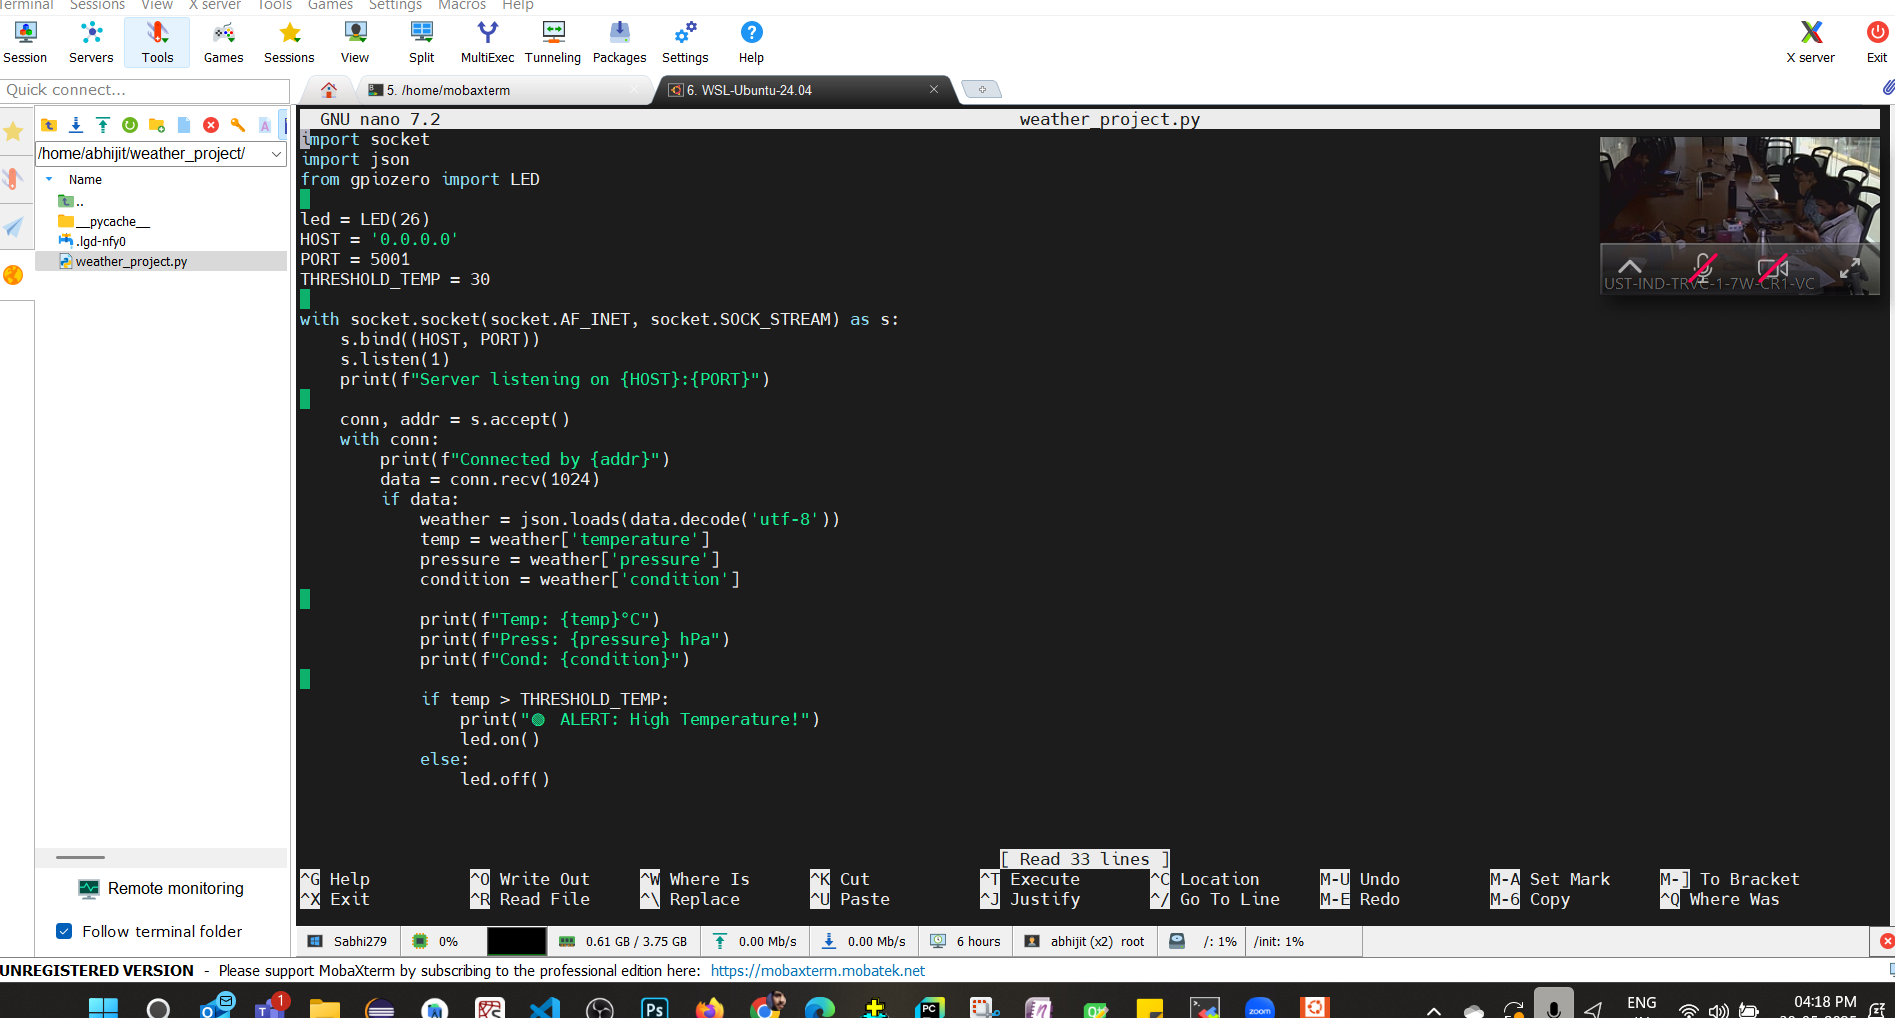 Terminal Sessions View X server Tools Games Settings Macros Help
Session Servers Tools Games Sessions View Split MultiExec Tunneling Packages Settings Help X server Exit
Quick connect...
5. /home/mobaxterm
6. WSL-Ubuntu-24.04
/home/abhijit/weather_project/
Name
..
__pycache__
.lgd-nfy0
weather_project.py
Remote monitoring
Follow terminal folder
GNU nano 7.2 weather_project.py
import socket
import json
from gpiozero import LED
led = LED(26)
HOST = '0.0.0.0'
PORT = 5001
THRESHOLD_TEMP = 30
with socket.socket(socket.AF_INET, socket.SOCK_STREAM) as s:
s.bind((HOST, PORT))
s.listen(1)
print(f"Server listening on {HOST}:{PORT}")
conn, addr = s.accept()
with conn:
print(f"Connected by {addr}")
data = conn.recv(1024)
if data:
weather = json.loads(data.decode('utf-8'))
temp = weather['temperature']
pressure = weather['pressure']
condition = weather['condition']
print(f"Temp: {temp}°C")
print(f"Press: {pressure} hPa")
print(f"Cond: {condition}")
if temp > THRESHOLD_TEMP:
print("● ALERT: High Temperature!")
led.on()
else:
led.off()
UST-IND-TRVC-1-7W-CR1-VC
[ Read 33 lines ]
^G Help ^O Write Out ^W Where Is ^K Cut ^T Execute ^C Location M-U Undo M-A Set Mark M-] To Bracket
^X Exit ^R Read File ^\ Replace ^U Paste ^J Justify ^/ Go To Line M-E Redo M-6 Copy ^Q Where Was
Sabhi279 0% 0.61 GB / 3.75 GB 0.00 Mb/s 0.00 Mb/s 6 hours abhijit (x2) root /: 1% /init: 1%
UNREGISTERED VERSION - Please support MobaXterm by subscribing to the professional edition here: https://mobaxterm.mobatek.net
1
Ps
PC
zoom
ENG
04:18 PM